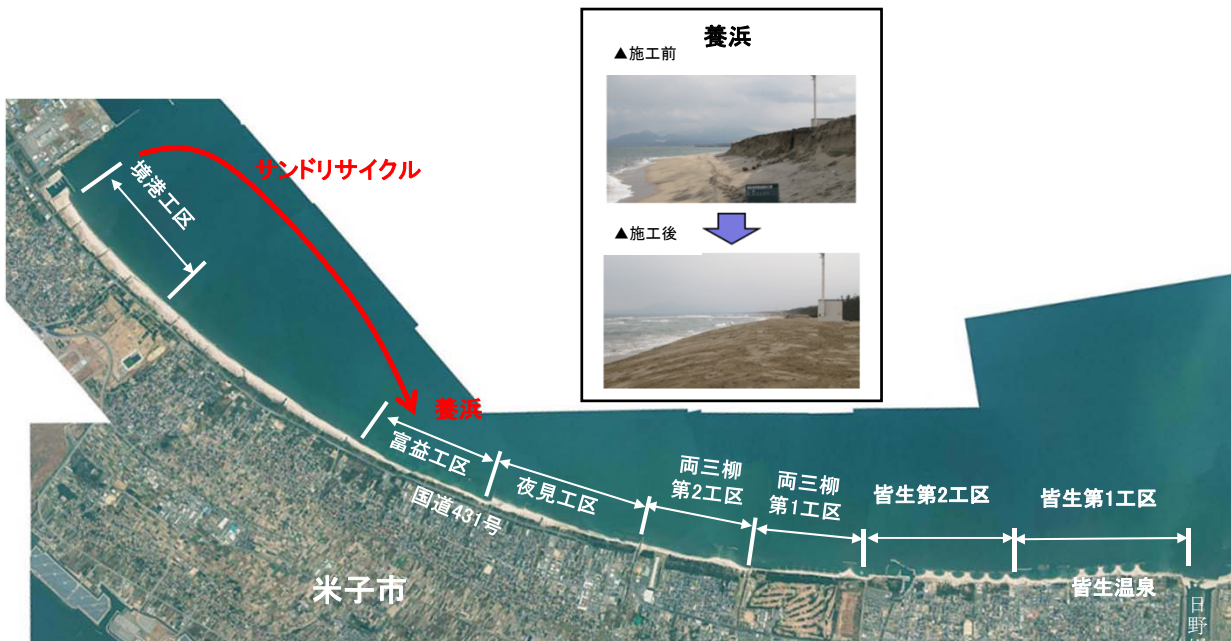 養浜
▲施工前
▲施工後
サンドリサイクル
境港工区
養浜
富益工区
夜見工区
両三柳
第2工区
両三柳
第1工区
皆生第2工区
皆生第1工区
国道431号
米子市
皆生温泉
日野